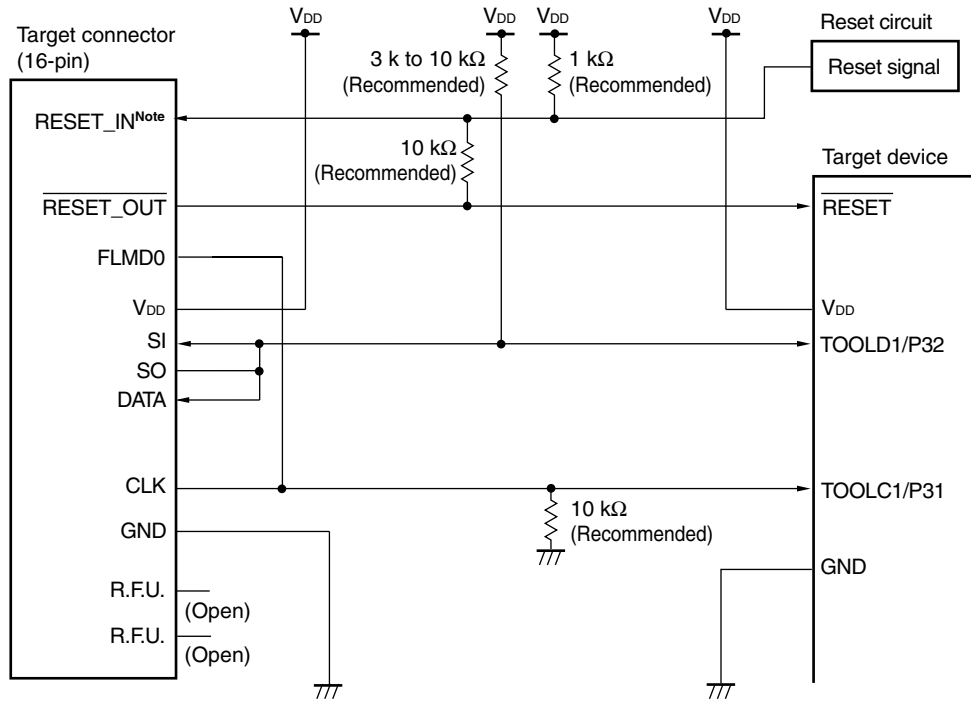 Target connector
(16-pin)
VDD
VDD
VDD
VDD
Reset circuit
Reset signal
3 k to 10 kΩ
(Recommended)
1 kΩ
(Recommended)
RESET_INNote
10 kΩ
(Recommended)
Target device
RESET_OUT
RESET
FLMD0
VDD
VDD
SI
TOOLD1/P32
SO
DATA
CLK
TOOLC1/P31
10 kΩ
(Recommended)
GND
GND
R.F.U.
(Open)
R.F.U.
(Open)